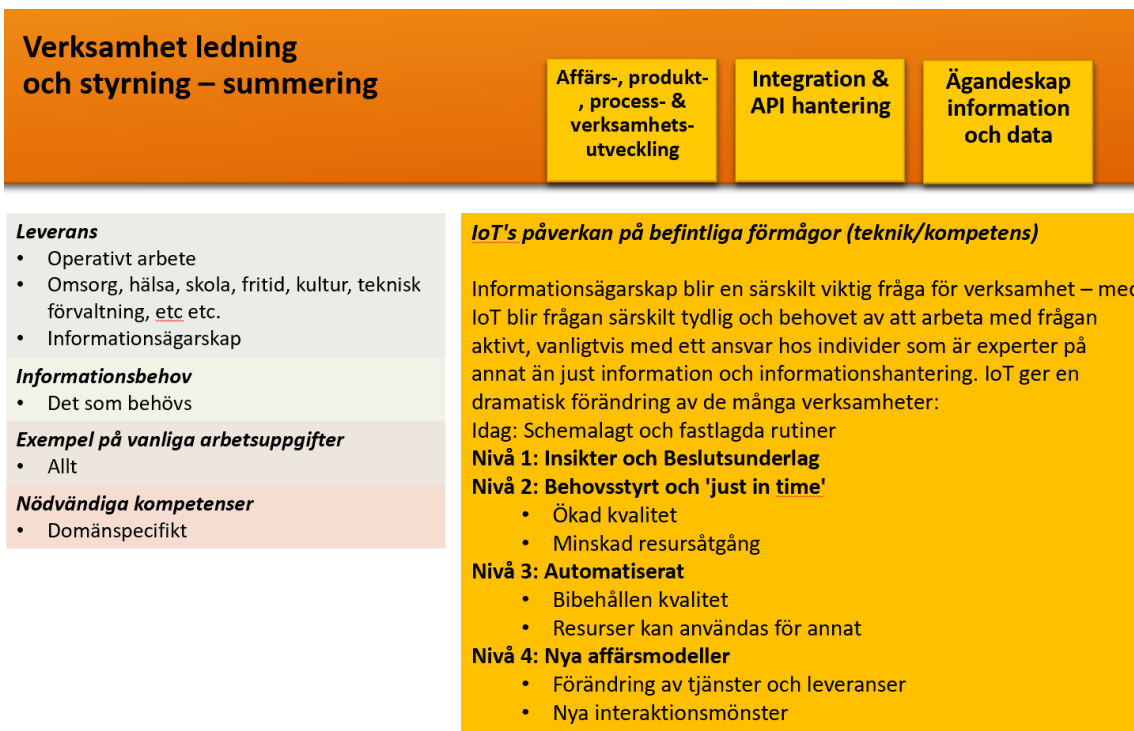 Verksamhet ledning
och styrning – summering
Affärs-, produkt-
, process- &
verksamhets-
utveckling
Integration &
API hantering
Ägandeskap
information
och data
Leverans
• Operativt arbete
• Omsorg, hälsa, skola, fritid, kultur, teknisk
förvaltning, etc etc.
• Informationsägarskap
Informationsbehov
• Det som behövs
Exempel på vanliga arbetsuppgifter
• Allt
Nödvändiga kompetenser
• Domänspecifikt
IoT's påverkan på befintliga förmågor (teknik/kompetens)
Informationsägarskap blir en särskilt viktig fråga för verksamhet – med
IoT blir frågan särskilt tydlig och behovet av att arbeta med frågan
aktivt, vanligtvis med ett ansvar hos individer som är experter på
annat än just information och informationshantering. IoT ger en
dramatisk förändring av de många verksamheter:
Idag: Schemalagt och fastlagda rutiner
Nivå 1: Insikter och Beslutsunderlag
Nivå 2: Behovsstyrt och 'just in time'
• Ökad kvalitet
• Minskad resursåtgång
Nivå 3: Automatiserat
• Bibehållen kvalitet
• Resurser kan användas för annat
Nivå 4: Nya affärsmodeller
• Förändring av tjänster och leveranser
• Nya interaktionsmönster